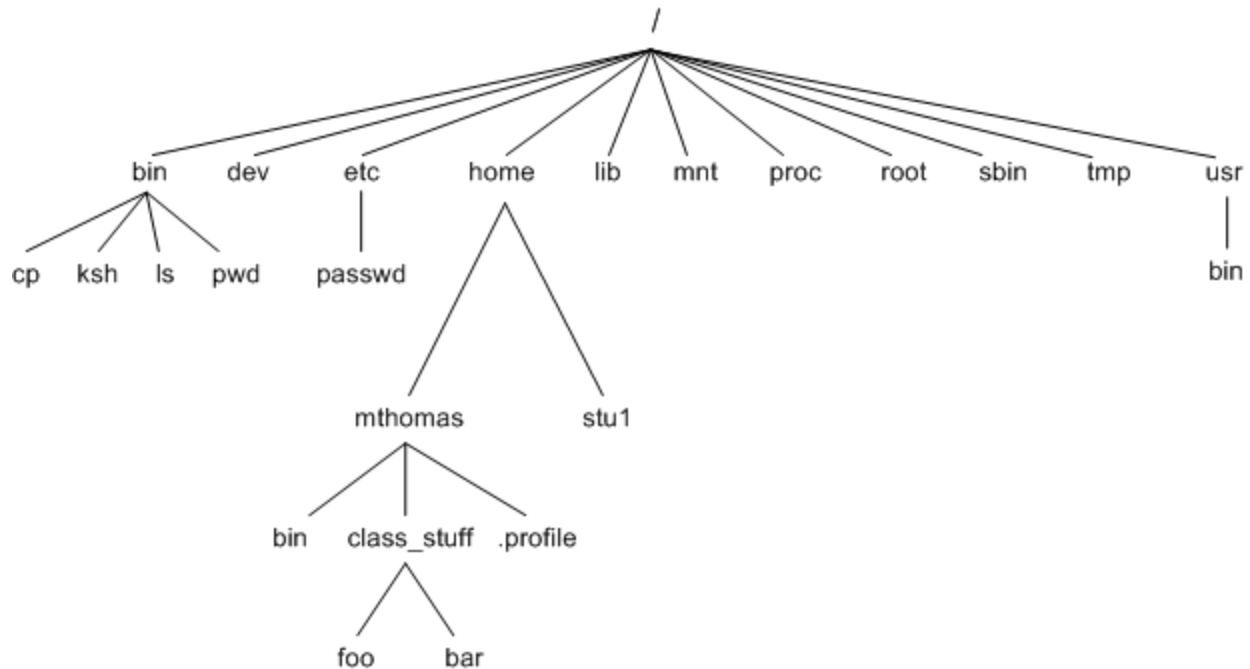 /
bin dev etc home lib mnt proc root sbin tmp usr
cp ksh ls pwd passwd bin
mthomas stu1
bin class_stuff .profile
foo bar